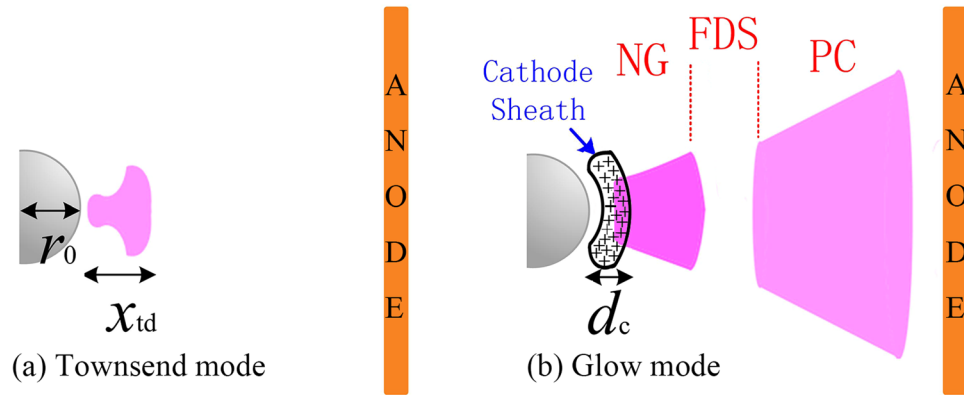 A
N
O
D
E
r0
xtd
(a) Townsend mode
Cathode
Sheath
NG
FDS
PC
+ + + + + + + + + + + + + + + + + + + + + +
A
N
O
D
E
dc
(b) Glow mode